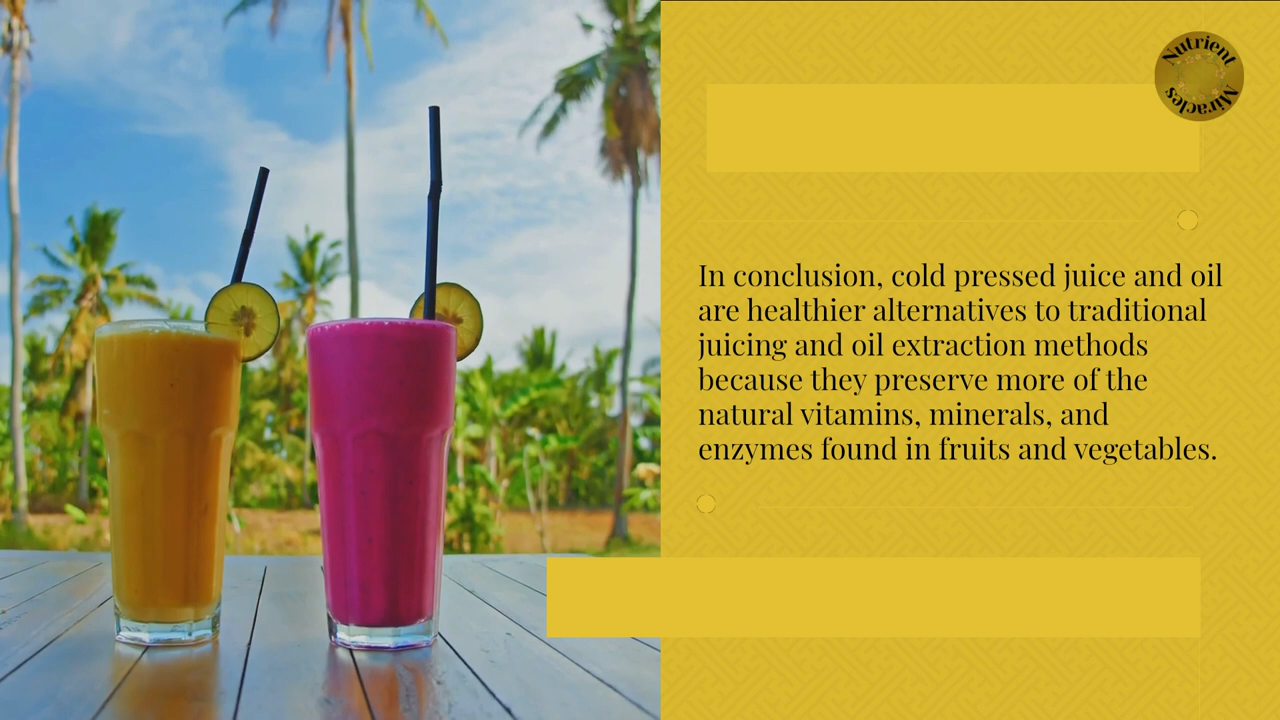 Nutrient
Miracles
In conclusion, cold pressed juice and oil
are healthier alternatives to traditional
juicing and oil extraction methods
because they preserve more of the
natural vitamins, minerals, and
enzymes found in fruits and vegetables.